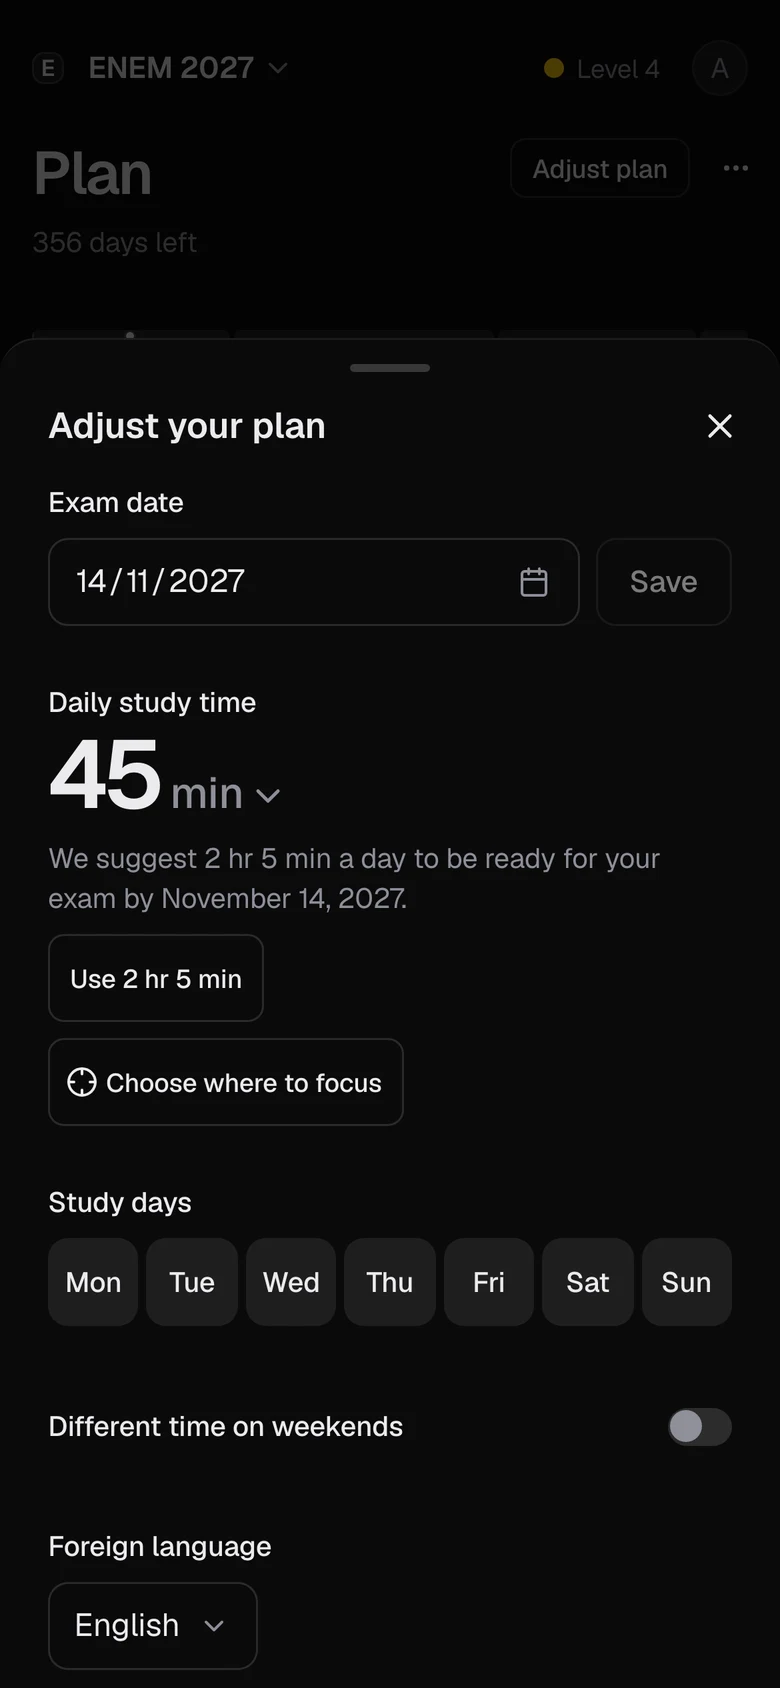 E ENEM 2027 Level 4 A
Plan Adjust plan ...
356 days left
Adjust your plan
Exam date
14/11/2027 Save
Daily study time
45 min
We suggest 2 hr 5 min a day to be ready for your
exam by November 14, 2027.
Use 2 hr 5 min
Choose where to focus
Study days
Mon Tue Wed Thu Fri Sat Sun
Different time on weekends
Foreign language
English